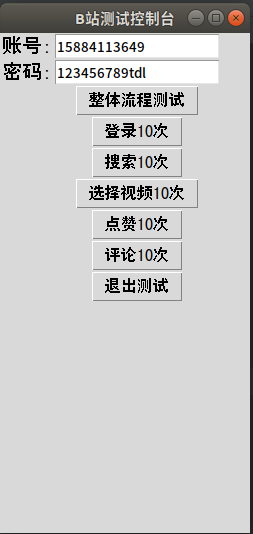 B站测试控制台
账号: 15884113649
密码: 123456789tdl
整体流程测试
登录10次
搜索10次
选择视频10次
点赞10次
评论10次
退出测试